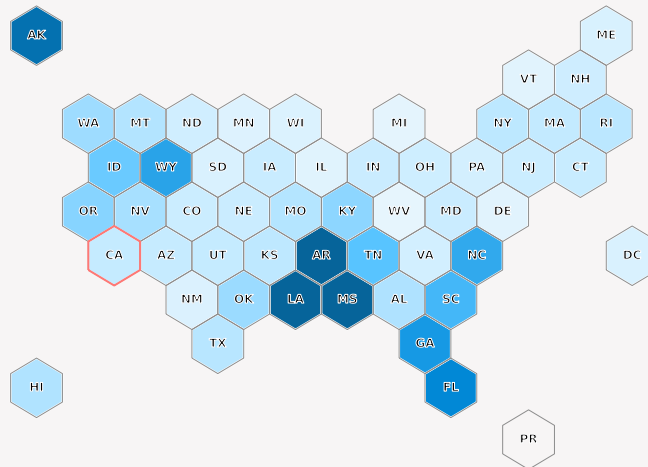 AK ME
VT NH
WA MT ND MN WI MI NY MA RI
ID WY SD IA IL IN OH PA NJ CT
OR NV CO NE MO KY WV MD DE
CA AZ UT KS AR TN VA NC DC
NM OK LA MS AL SC
TX GA
HI FL
PR